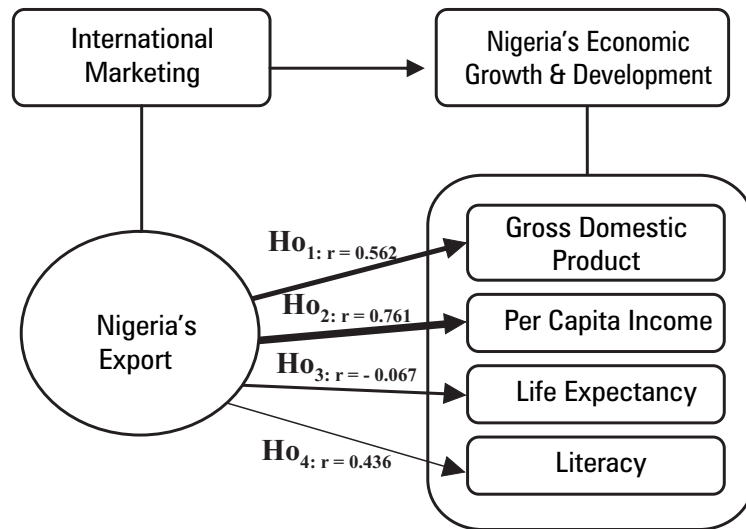 International
Marketing
Nigeria's Economic
Growth & Development
Ho1: r = 0.562
Gross Domestic
Product
Nigeria's
Export
Ho2: r = 0.761
Per Capita Income
Ho3: r = - 0.067
Life Expectancy
Ho4: r = 0.436
Literacy